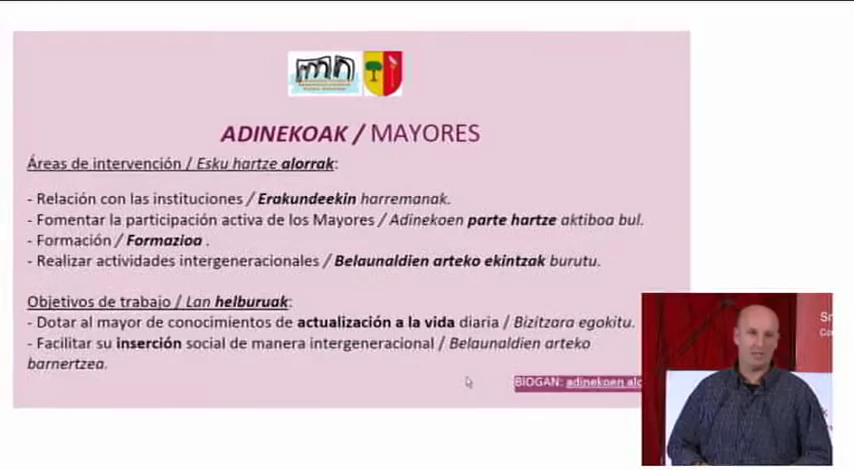 ADINEKOAK / MAYORES
Áreas de intervención / Esku hartze alorrak:
- Relación con las instituciones / Erakundeekin harremanak.
- Fomentar la participación activa de los Mayores / Adinekoen parte hartze aktiboa bul.
- Formación / Formazioa .
- Realizar actividades intergeneracionales / Belaunaldien arteko ekintzak burutu.
Objetivos de trabajo / Lan helburuak:
- Dotar al mayor de conocimientos de actualización a la vida diaria / Bizitzara egokitu.
- Facilitar su inserción social de manera intergeneracional / Belaunaldien arteko
barnertzea.
BIOGAN: adinekoen alo